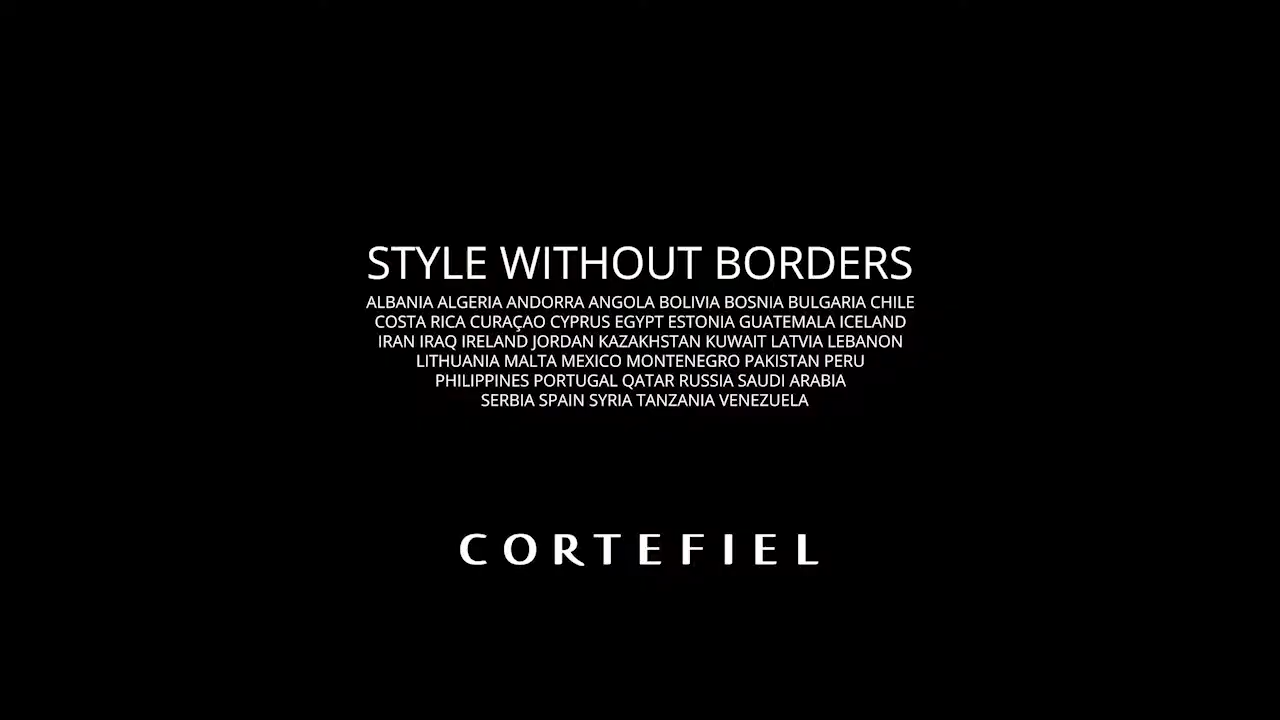 STYLE WITHOUT BORDERS
ALBANIA ALGERIA ANDORRA ANGOLA BOLIVIA BOSNIA BULGARIA CHILE
COSTA RICA CURAÇAO CYPRUS EGYPT ESTONIA GUATEMALA ICELAND
IRAN IRAQ IRELAND JORDAN KAZAKHSTAN KUWAIT LATVIA LEBANON
LITHUANIA MALTA MEXICO MONTENEGRO PAKISTAN PERU
PHILIPPINES PORTUGAL QATAR RUSSIA SAUDI ARABIA
SERBIA SPAIN SYRIA TANZANIA VENEZUELA
CORTEFIEL